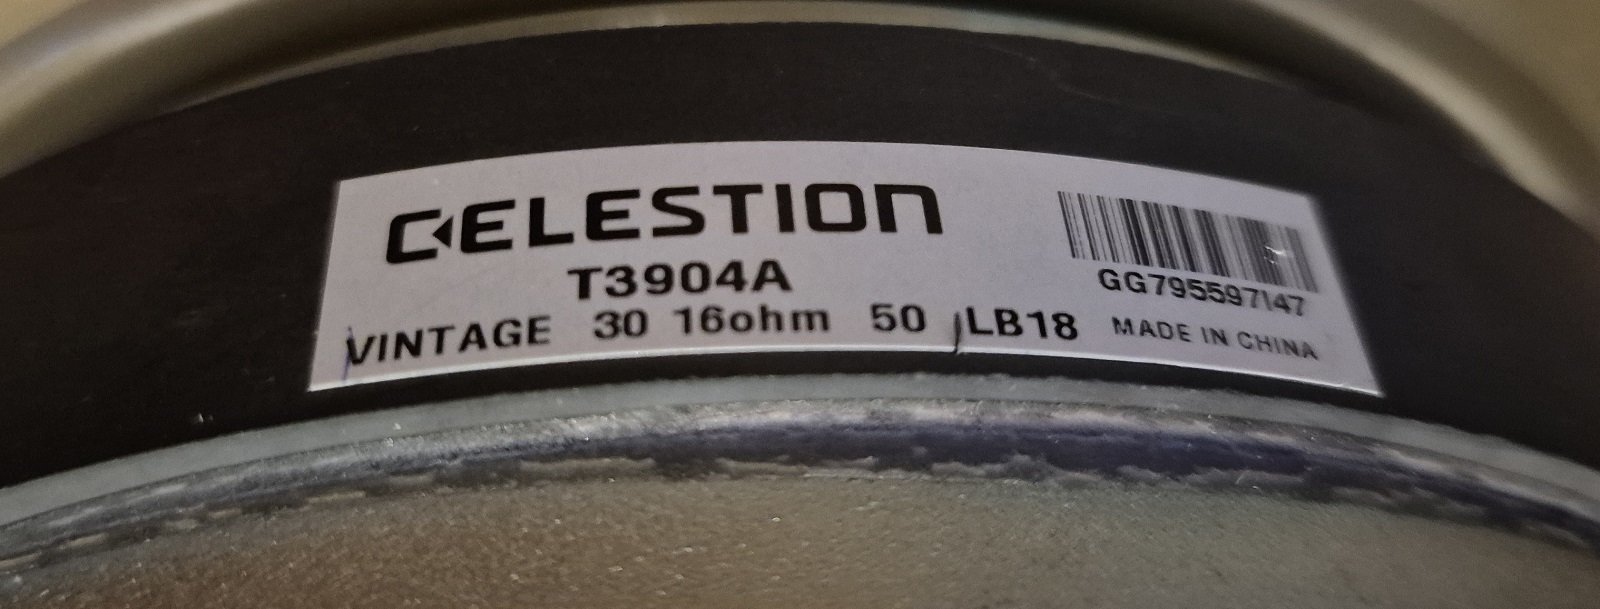 CELESTION
T3904A
VINTAGE 30 16ohm 50 LB18
GG795597147
MADE IN CHINA